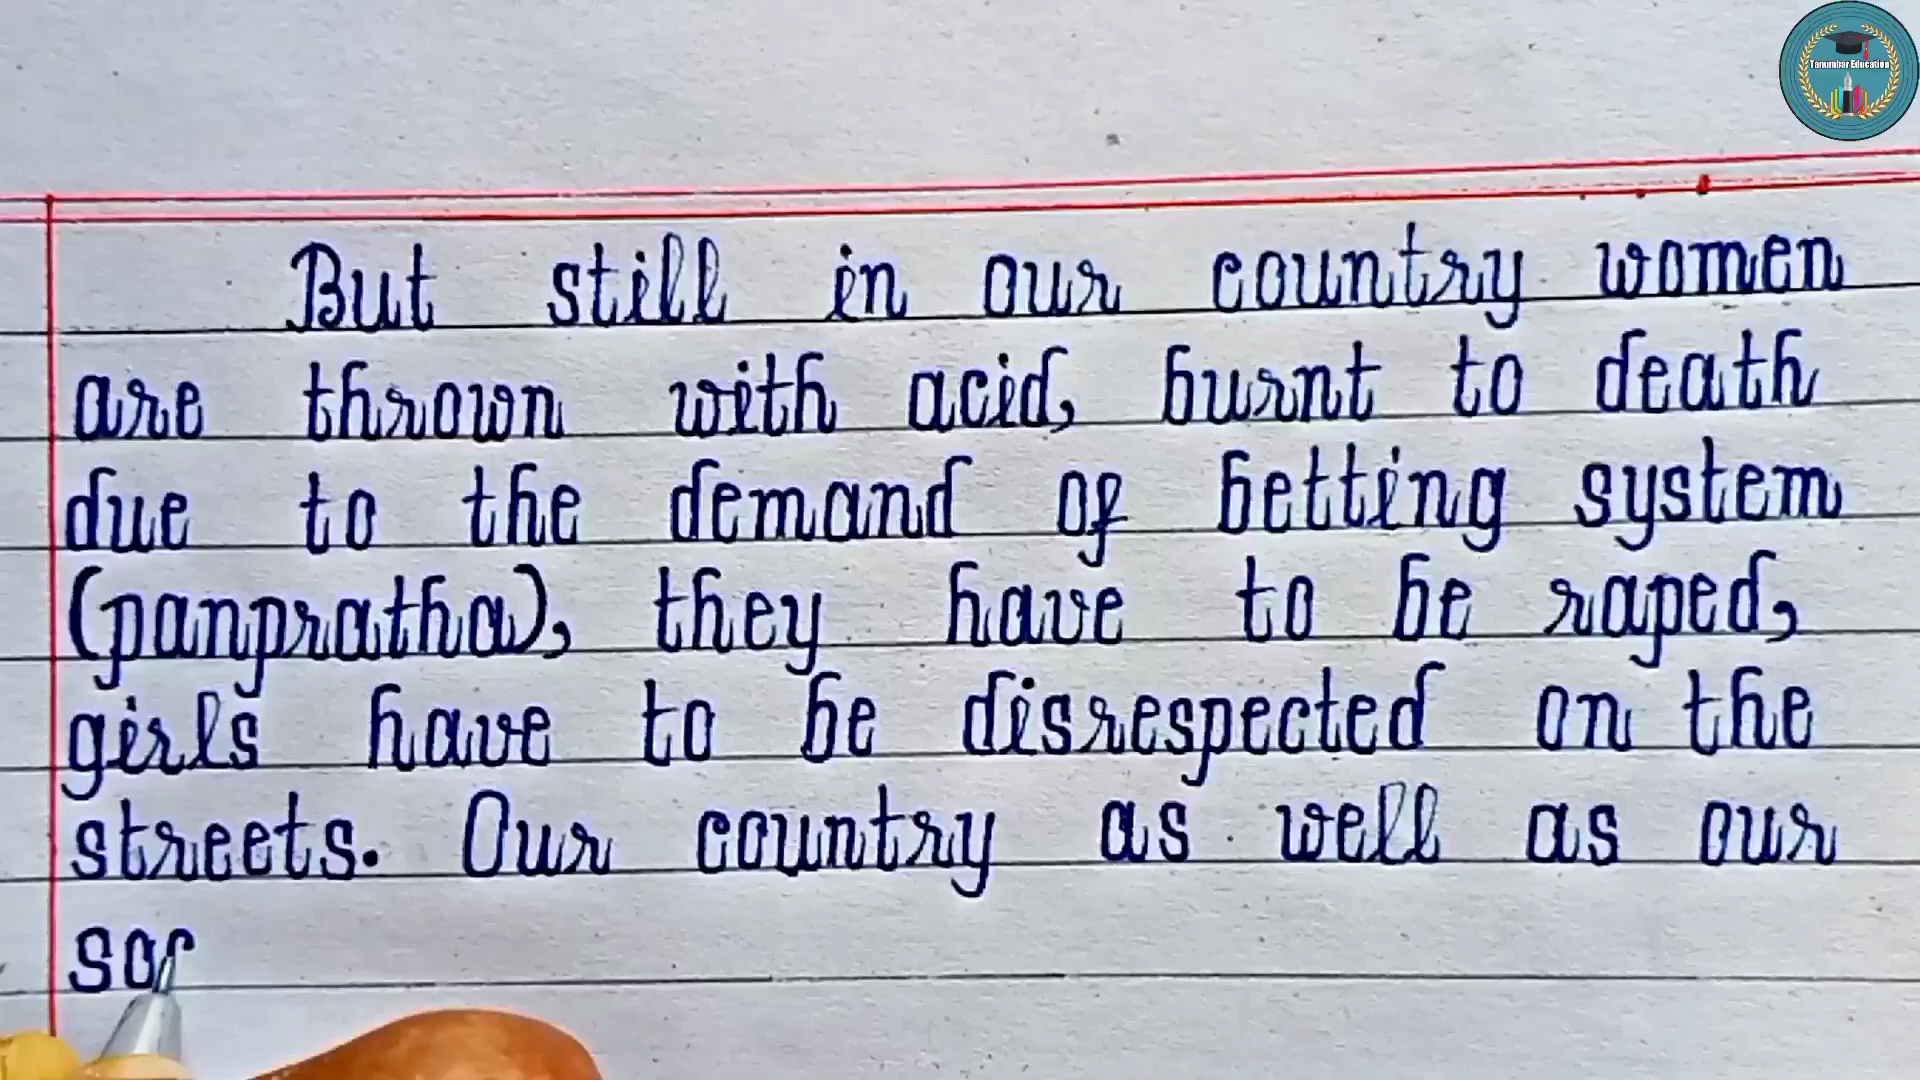 Tanumbar Education
But still in our country women
are thrown with acid, burnt to death
due to the demand of betting system
(panpratha), they have to be raped,
girls have to be disrespected on the
streets. Our country as well as our